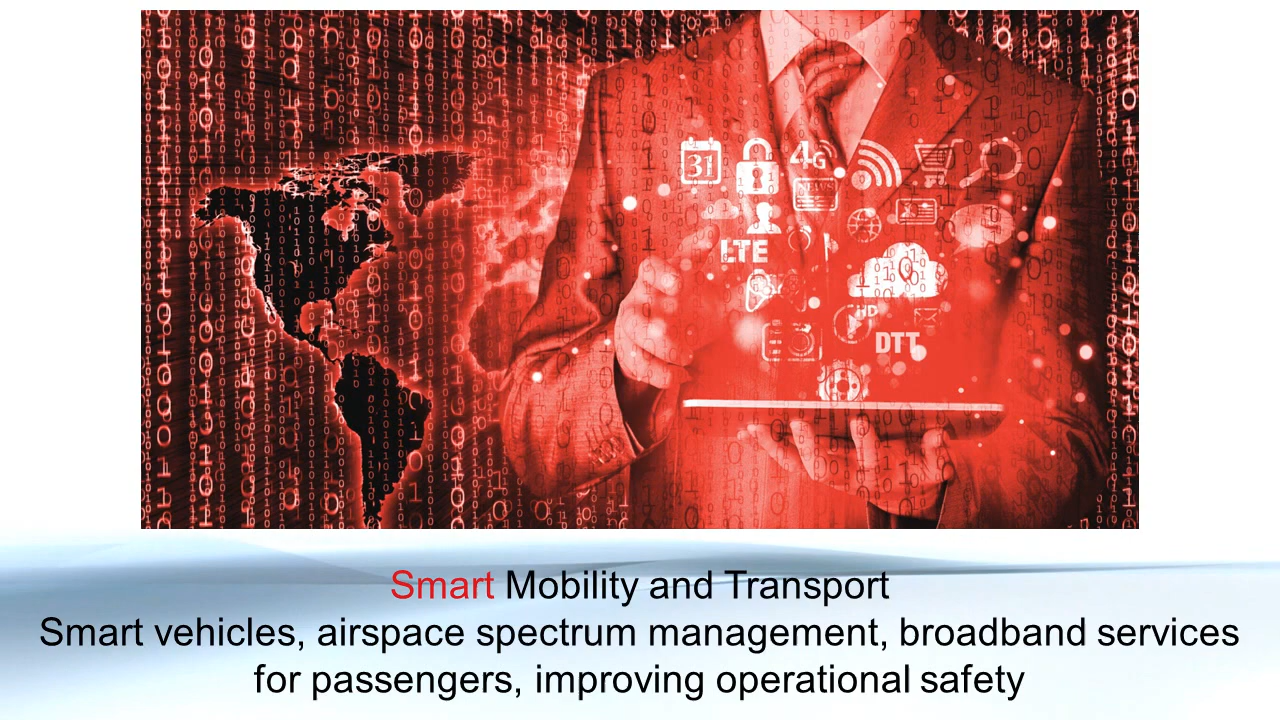 31
4G
NEWS
LTE
HD
DTT
Smart Mobility and Transport
Smart vehicles, airspace spectrum management, broadband services
for passengers, improving operational safety